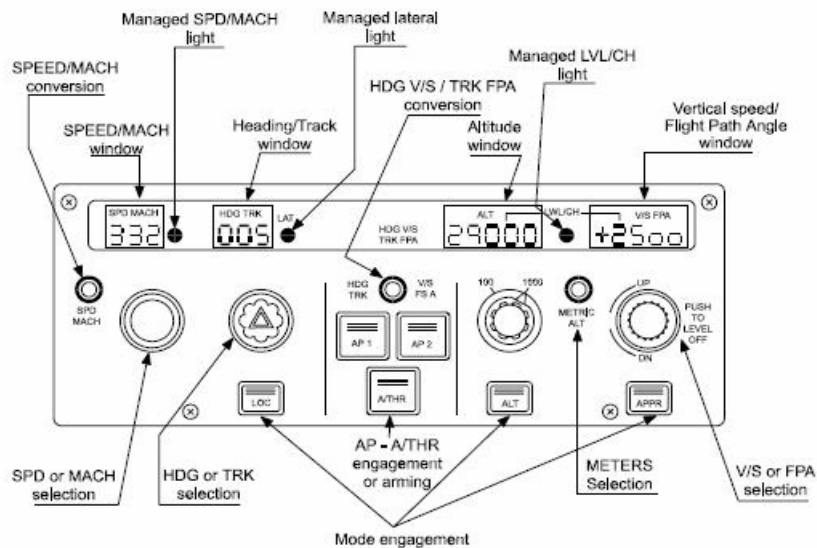 Managed SPD/MACH
light
Managed lateral
light
Managed LVL/CH
light
SPEED/MACH
conversion
HDG V/S / TRK FPA
conversion
Vertical speed/
Flight Path Angle
window
SPEED/MACH
window
Heading/Track
window
Altitude
window
SPD MACH
332
HDG TRK
005
LAT
HDG V/S
TRK FPA
ALT
29000
LWL/CH
V/S FPA
+25oo
SPD
MACH
HDG
TRK
V/S
FS A
100
1000
METRIC
ALT
UP
DN
PUSH
TO
LEVEL
OFF
AP 1
AP 2
LOC
A/THR
ALT
APPR
SPD or MACH
selection
HDG or TRK
selection
AP - A/THR
engagement
or arming
METERS
Selection
V/S or FPA
selection
Mode engagement